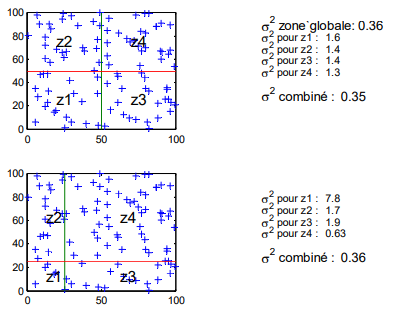 100
80
60
40
20
0
0
50
100
z2
z4
z1
z3
σ² zone`globale: 0.36
σ² pour z1 : 1.6
σ² pour z2 : 1.4
σ² pour z3 : 1.4
σ² pour z4 : 1.3
σ² combiné : 0.35
100
80
60
40
20
0
0
50
100
z2
z4
z1
z3
σ² pour z1 : 7.8
σ² pour z2 : 1.7
σ² pour z3 : 1.9
σ² pour z4 : 0.63
σ² combiné : 0.36